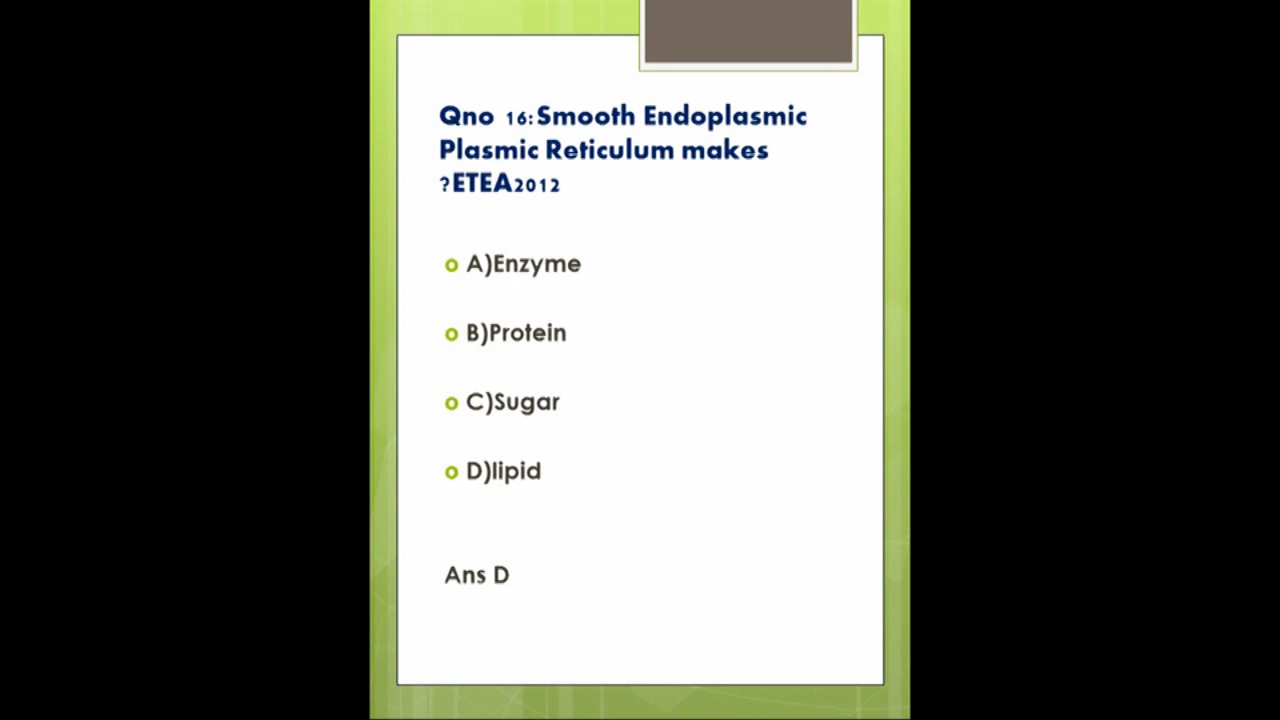 Qno 16:Smooth Endoplasmic
Plasmic Reticulum makes
?ETEA2012
A)Enzyme
B)Protein
C)Sugar
D)lipid
Ans D